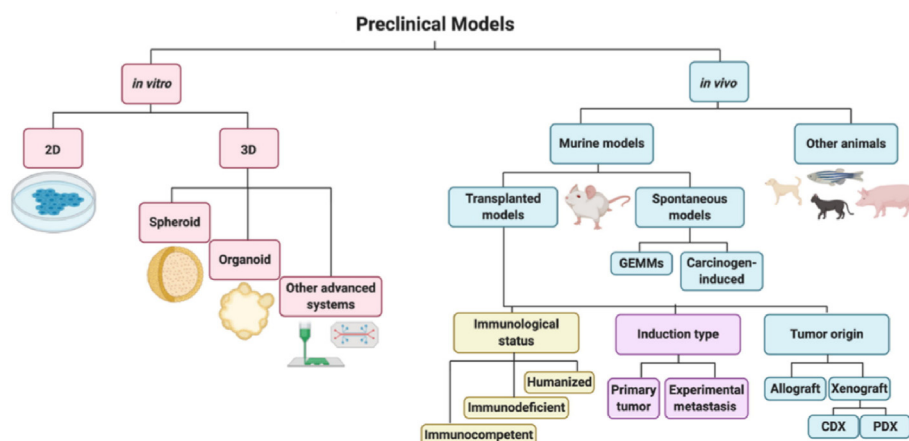 Preclinical Models
in vitro
in vivo
2D
3D
Murine models
Other animals
Spheroid
Organoid
Other advanced
systems
Transplanted
models
Spontaneous
models
GEMMs
Carcinogen-
induced
Immunological
status
Induction type
Tumor origin
Humanized
Immunodeficient
Immunocompetent
Primary
tumor
Experimental
metastasis
Allograft
Xenograft
CDX
PDX